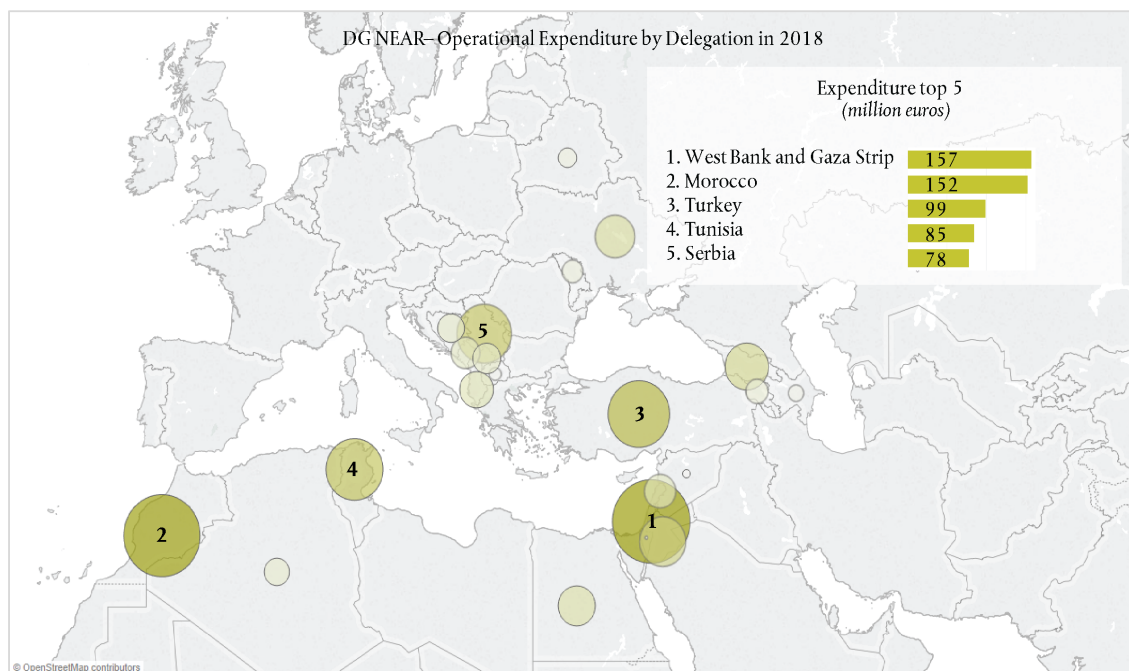 DG NEAR– Operational Expenditure by Delegation in 2018
Expenditure top 5
(million euros)
1. West Bank and Gaza Strip 157
2. Morocco 152
3. Turkey 99
4. Tunisia 85
5. Serbia 78
5
3
4
1
2
© OpenStreetMap contributors